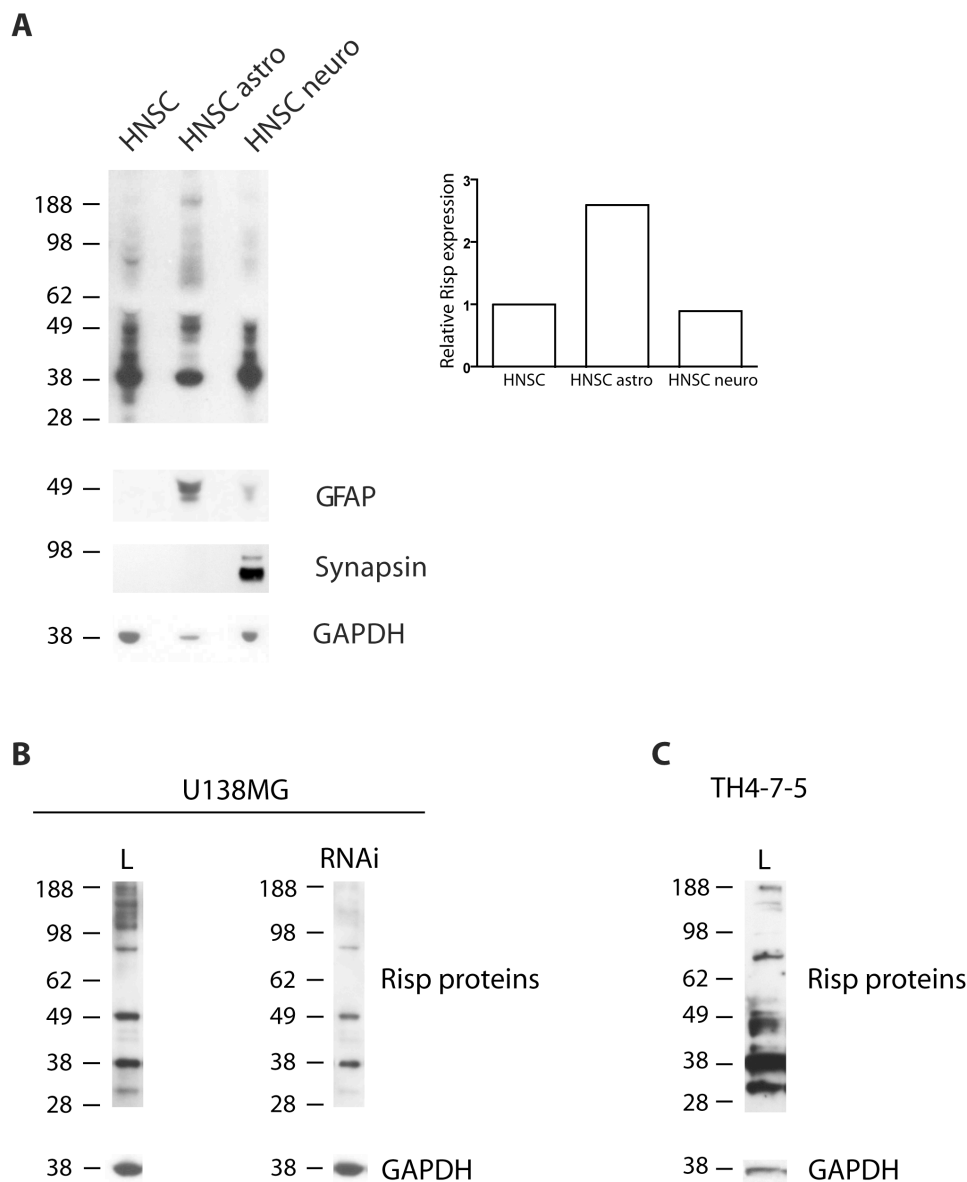 A
HNSC
HNSC astro
HNSC neuro
188
98
62
49
38
28
Relative Risp expression
3
2
1
0
HNSC HNSC astro HNSC neuro
49
GFAP
98
Synapsin
38
GAPDH
B
U138MG
L
188
98
62
49
38
28
38
RNAi
188
98
62
49
38
28
Risp proteins
38
GAPDH
C
TH4-7-5
L
188
98
62
49
38
28
Risp proteins
38
GAPDH